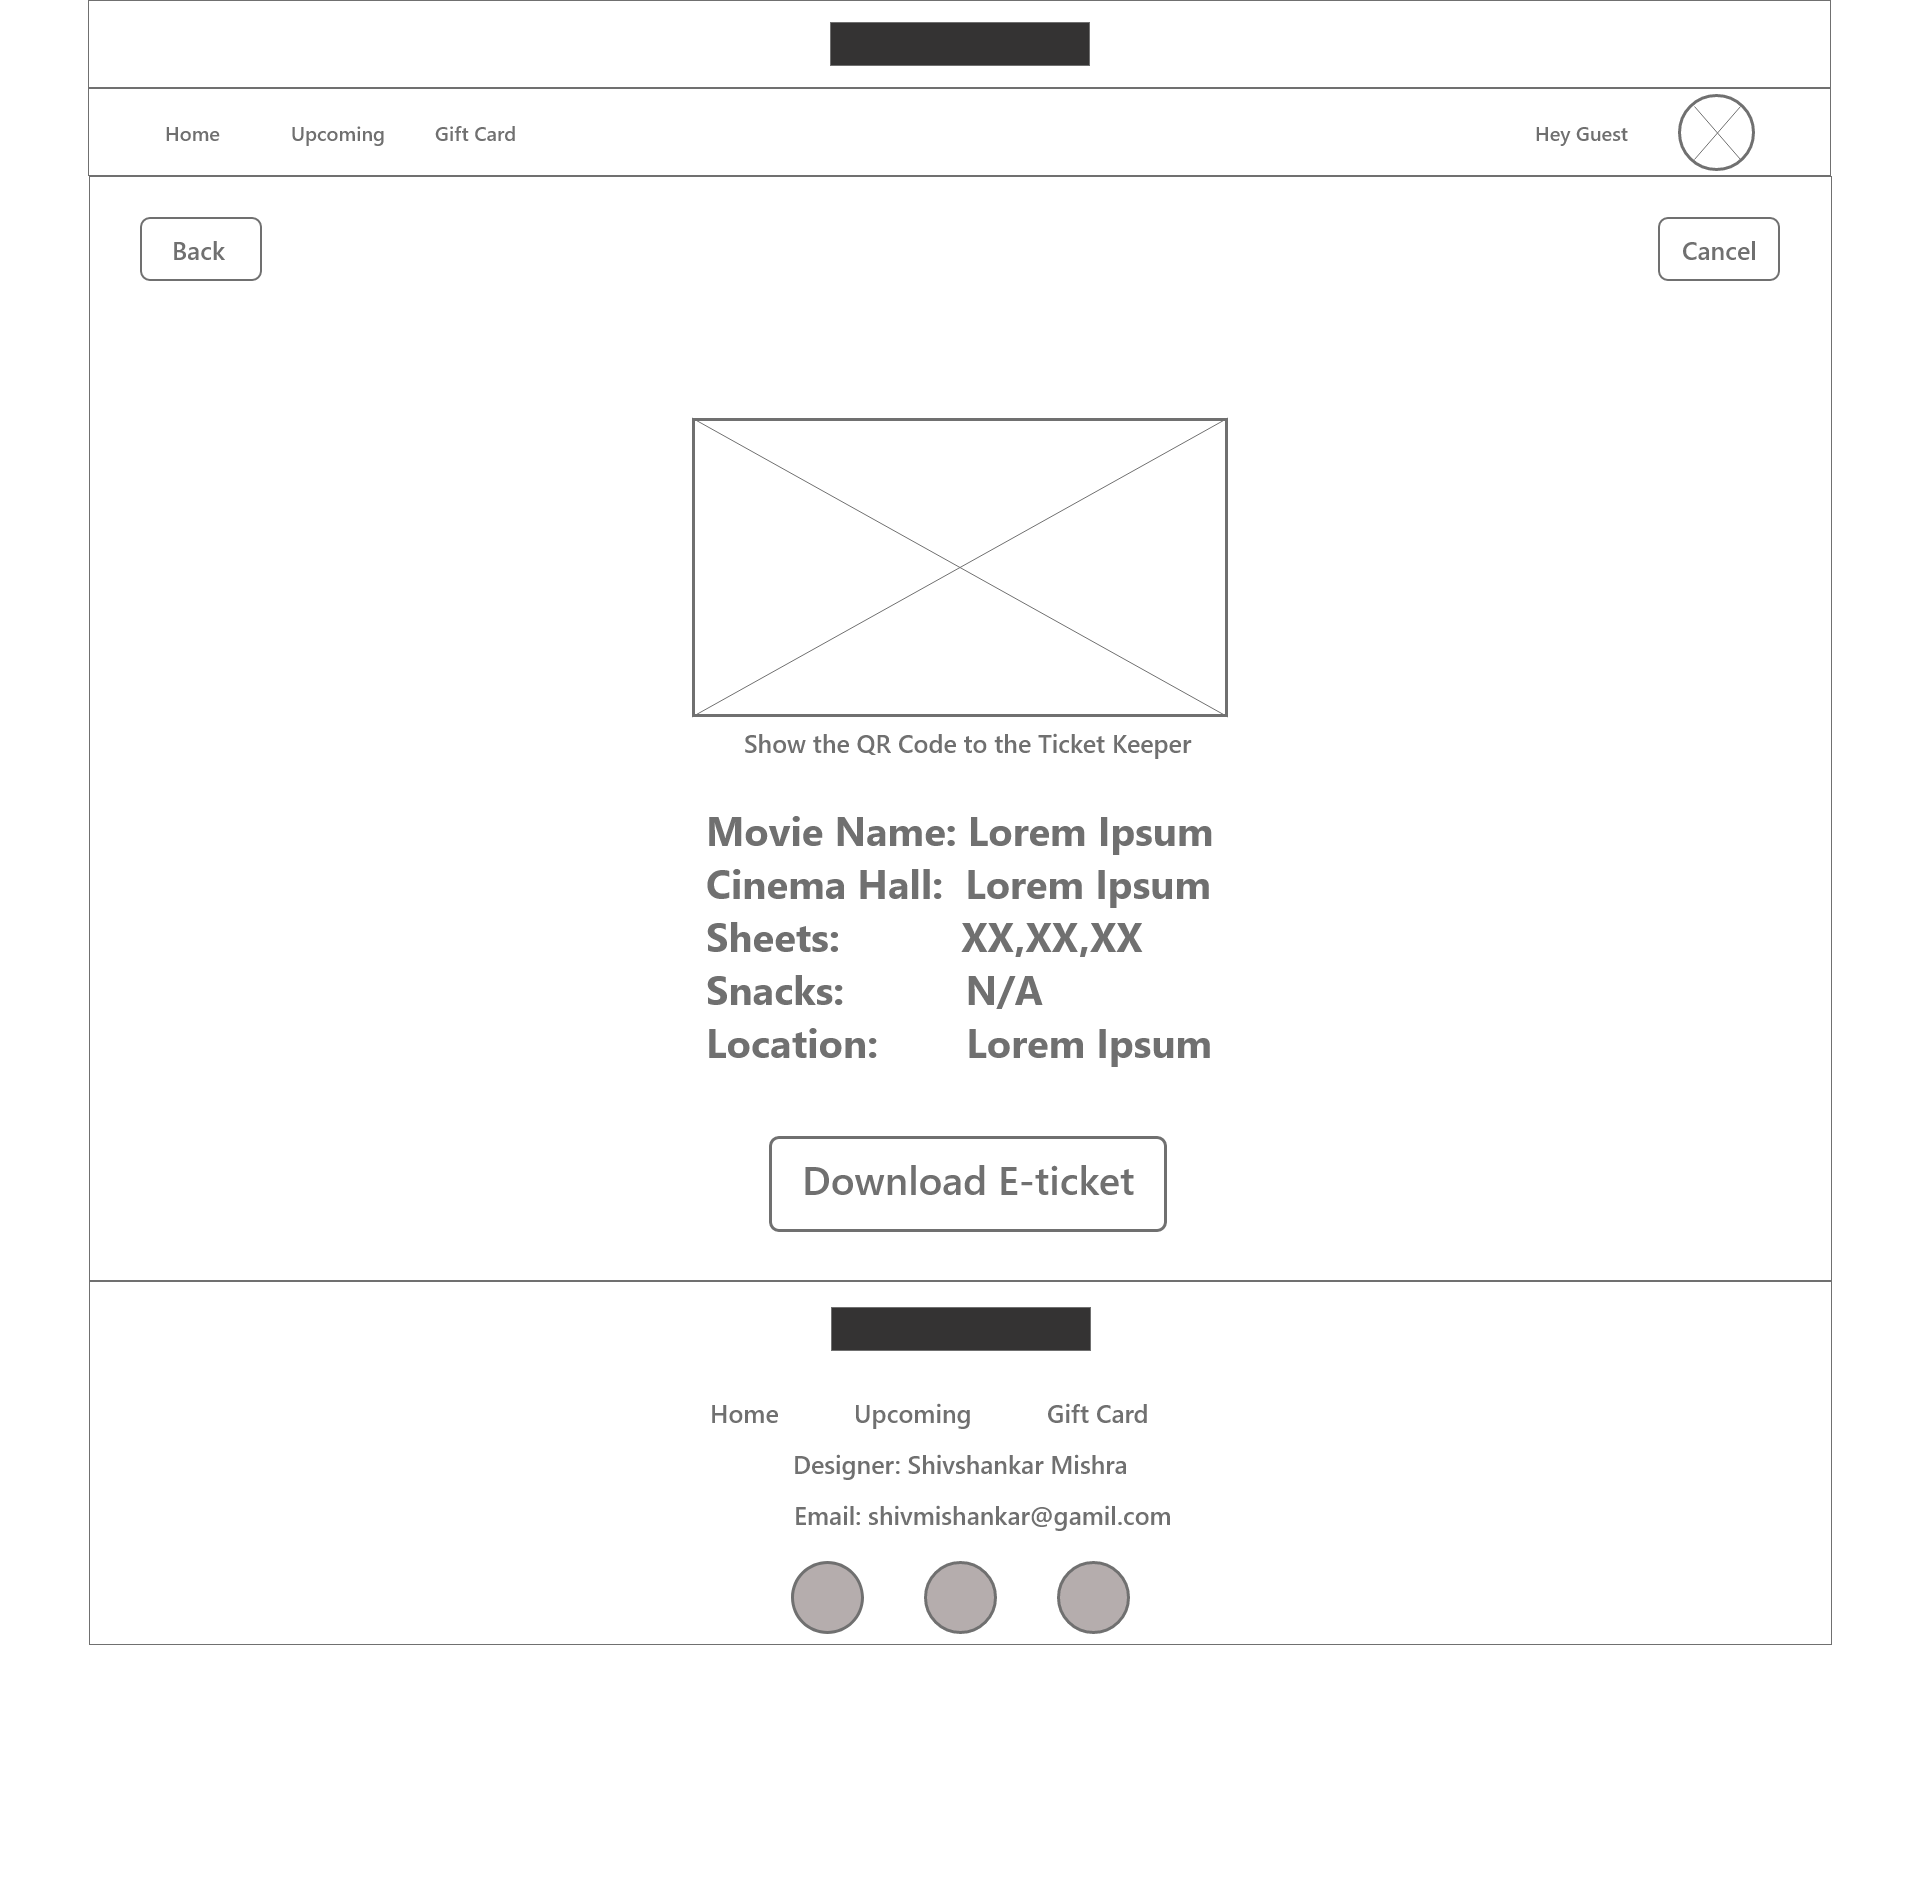 Home Upcoming Gift Card Hey Guest
Back Cancel
Show the QR Code to the Ticket Keeper
Movie Name: Lorem Ipsum
Cinema Hall: Lorem Ipsum
Sheets: XX,XX,XX
Snacks: N/A
Location: Lorem Ipsum
Download E-ticket
Home Upcoming Gift Card
Designer: Shivshankar Mishra
Email: shivmishankar@gamil.com